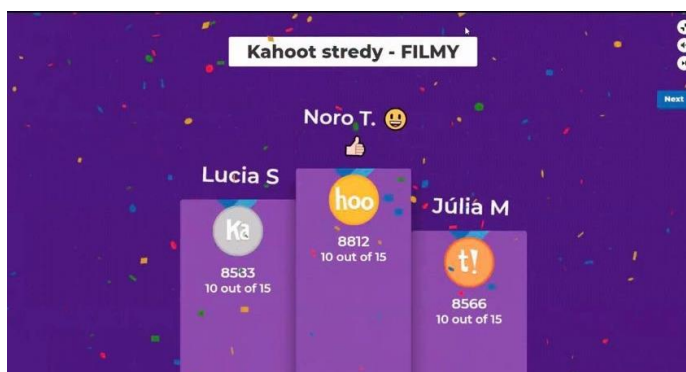 Kahoot stredy - FILMY
Next
Noro T. 😃
👍🏻
Lucia S
hoo
Júlia M
Ka
8812
10 out of 15
t!
8583
10 out of 15
8566
10 out of 15